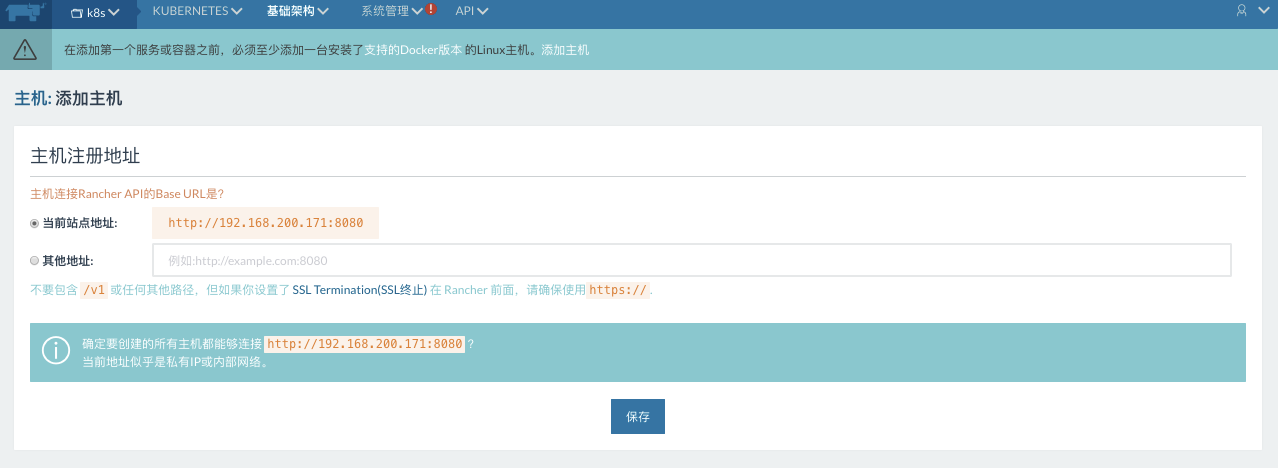 k8s KUBERNETES 基础架构 系统管理 ! API
在添加第一个服务或容器之前，必须至少添加一台安装了支持的Docker版本 的Linux主机。添加主机
主机: 添加主机
主机注册地址
主机连接Rancher API的Base URL是?
当前站点地址: http://192.168.200.171:8080
其他地址: 例如:http://example.com:8080
不要包含 /v1 或任何其他路径，但如果你设置了 SSL Termination(SSL终止) 在 Rancher 前面，请确保使用 https:// .
确定要创建的所有主机都能够连接 http://192.168.200.171:8080 ?
当前地址似乎是私有IP或内部网络。
保存